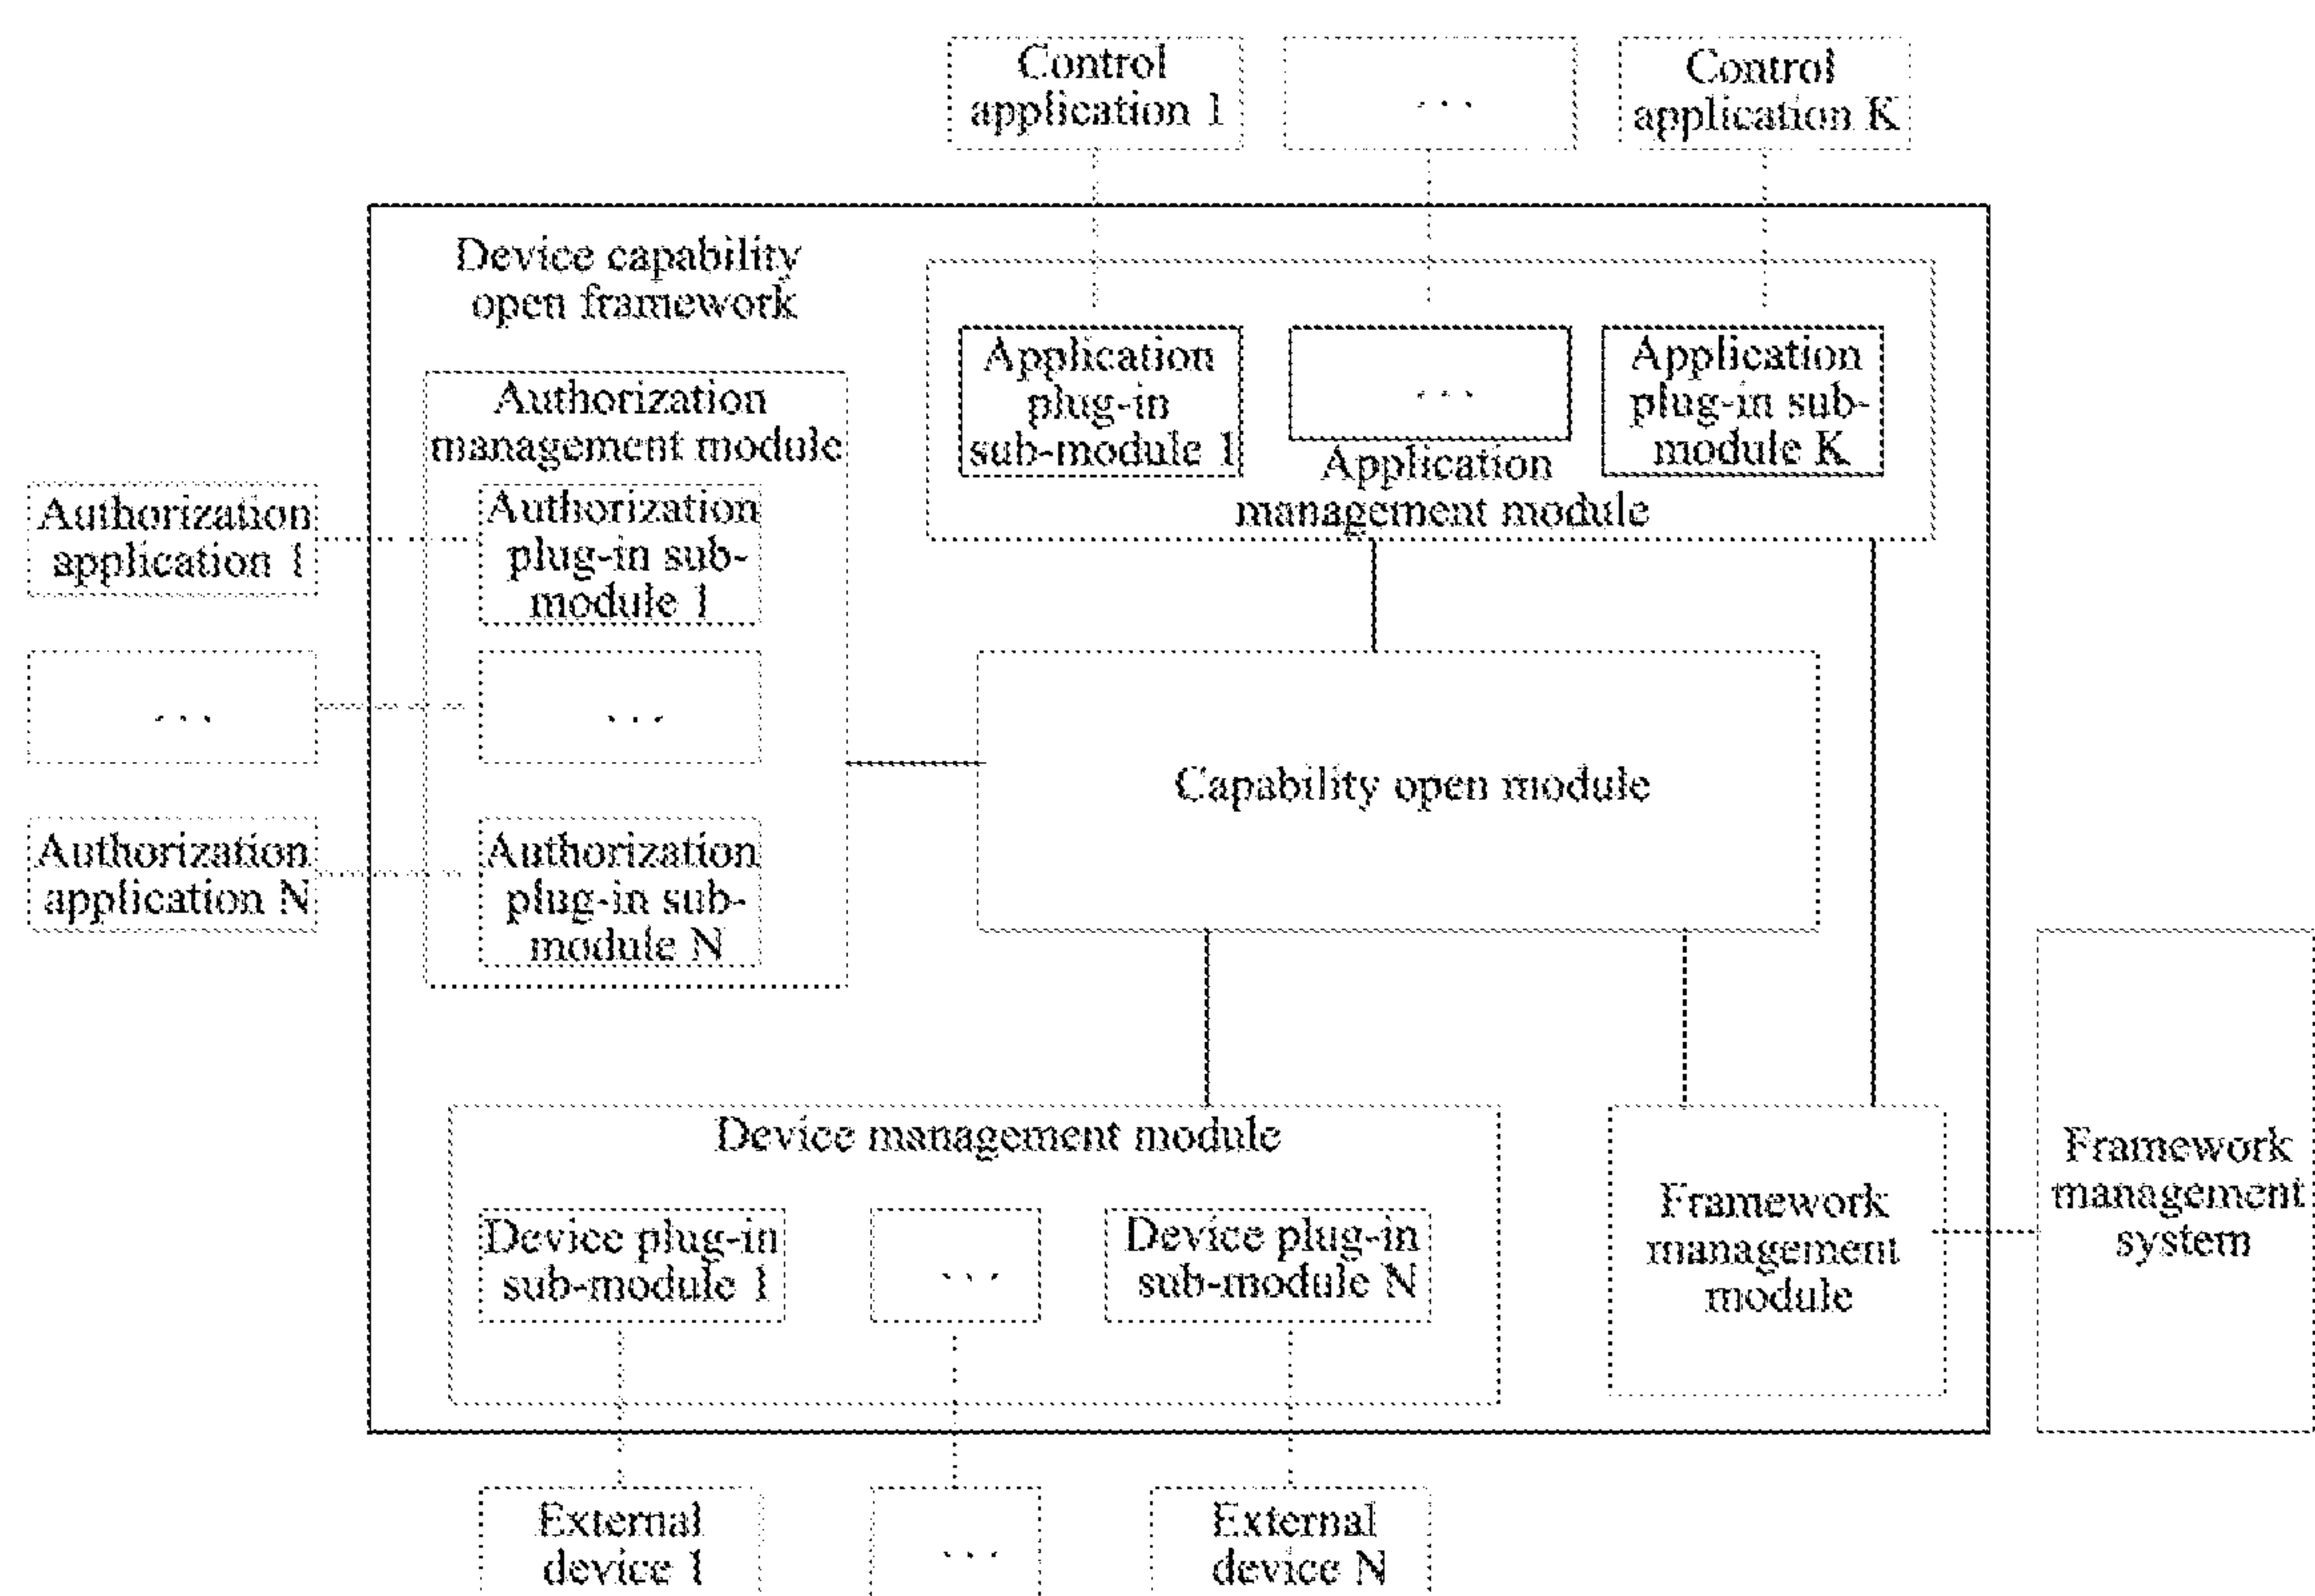 Control
application 1
...
Control
application K
Device capability
open framework
Application
plug-in
sub-module 1
...
Application
plug-in sub-
module K
Application
management module
Authorization
management module
Authorization
application 1
Authorization
plug-in sub-
module 1
...
...
Capability open module
Authorization
application N
Authorization
plug-in sub-
module N
Device management module
Device plug-in
sub-module 1
...
Device plug-in
sub-module N
Framework
management
module
Framework
management
system
External
device 1
...
External
device N